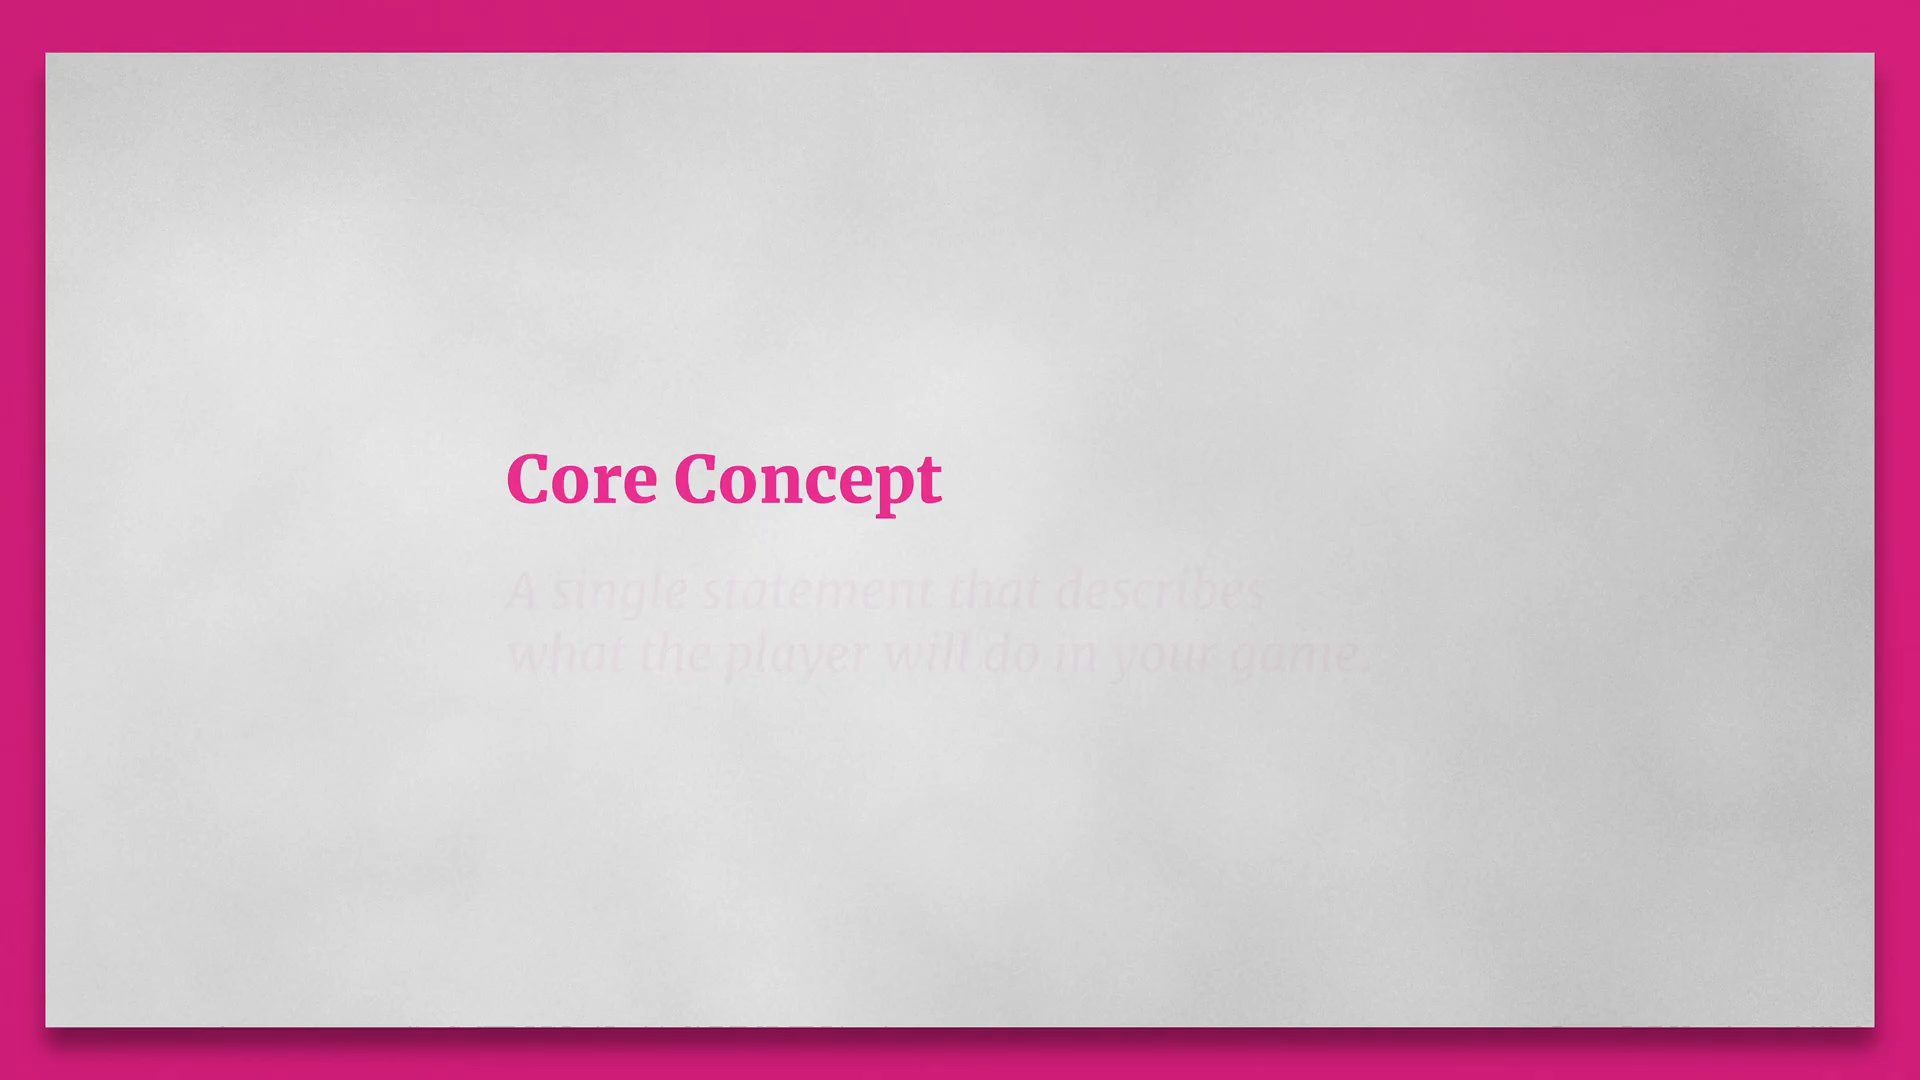 Core Concept
A single statement that describes
what the player will do in your game.